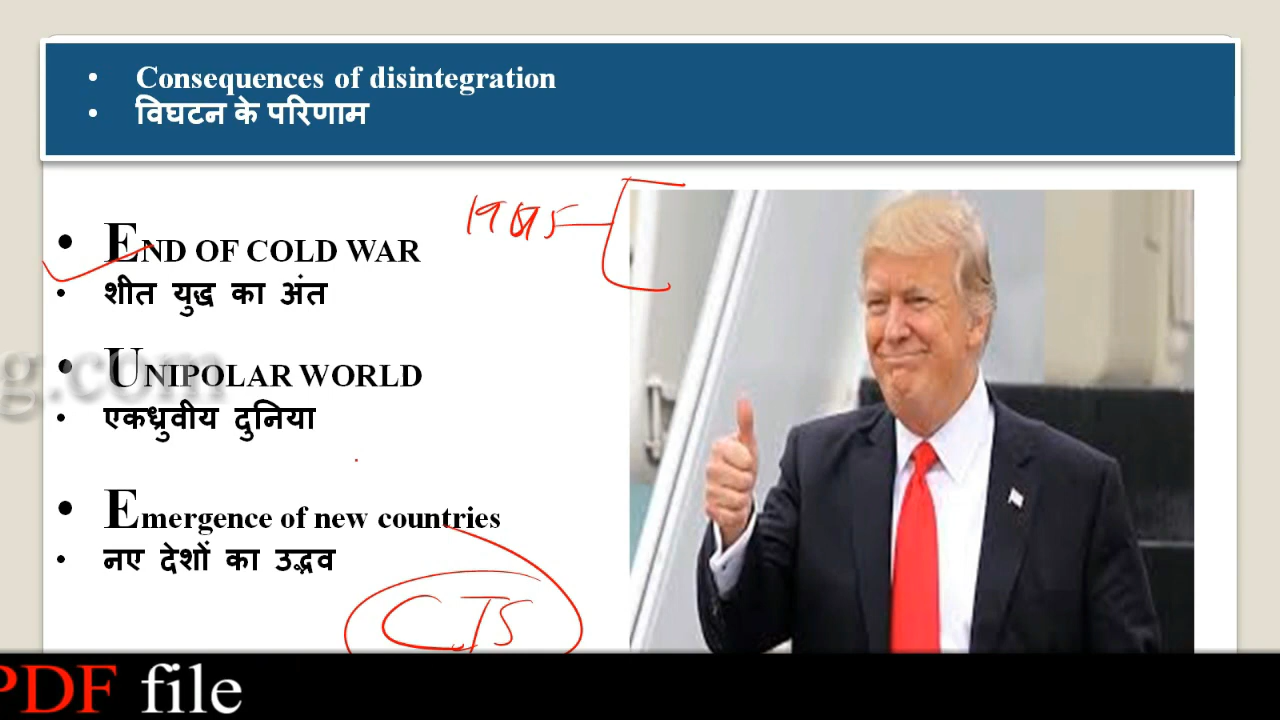 Consequences of disintegration
विघटन के परिणाम
END OF COLD WAR
शीत युद्ध का अंत
g.com
UNIPOLAR WORLD
एकध्रुवीय दुनिया
Emergence of new countries
नए देशों का उद्भव
CIS
PDF file